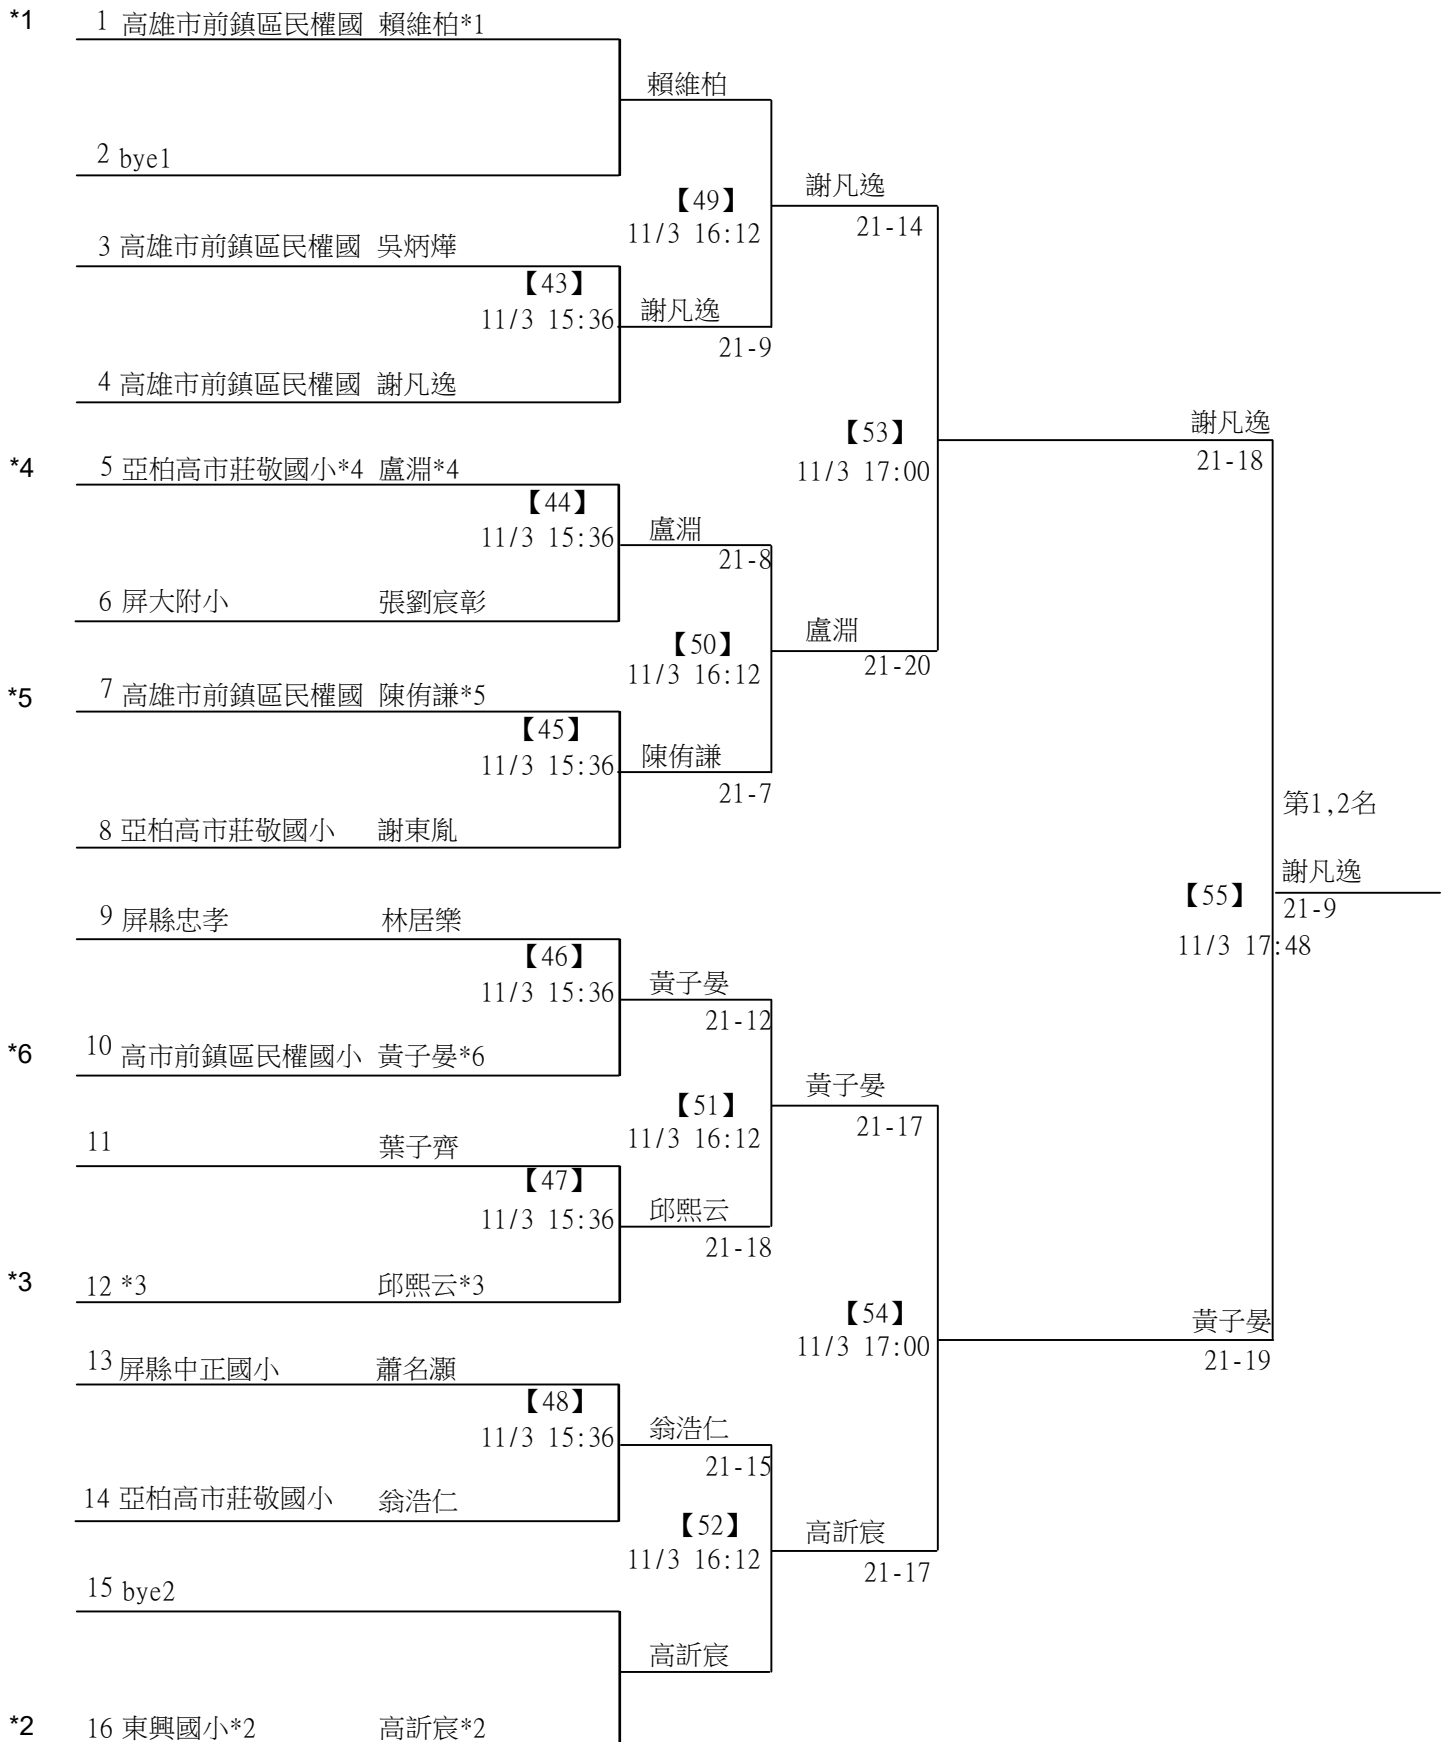 *1 1 高雄市前鎮區民權國 賴維柏*1
賴維柏
2 bye1
謝凡逸
【49】
21-14
11/3 16:12
3 高雄市前鎮區民權國 吳炳燁
【43】
謝凡逸
11/3 15:36
21-9
4 高雄市前鎮區民權國 謝凡逸
謝凡逸
【53】
21-18
11/3 17:00
*4 5 亞柏高市莊敬國小*4 盧淵*4
【44】
盧淵
11/3 15:36
21-8
6 屏大附小 張劉宸彰
盧淵
【50】
21-20
11/3 16:12
*5 7 高雄市前鎮區民權國 陳侑謙*5
【45】
陳侑謙
11/3 15:36
21-7
第1,2名
8 亞柏高市莊敬國小 謝東胤
謝凡逸
【55】
21-9
11/3 17:48
9 屏縣忠孝 林居樂
【46】
黃子晏
11/3 15:36
21-12
*6 10 高市前鎮區民權國小 黃子晏*6
黃子晏
【51】
21-17
11/3 16:12
11 葉子齊
【47】
邱熙云
11/3 15:36
21-18
*3 12 *3 邱熙云*3
【54】
黃子晏
11/3 17:00
21-19
13 屏縣中正國小 蕭名灝
【48】
翁浩仁
11/3 15:36
21-15
14 亞柏高市莊敬國小 翁浩仁
【52】
高訢宸
11/3 16:12
21-17
15 bye2
高訢宸
*2 16 東興國小*2 高訢宸*2